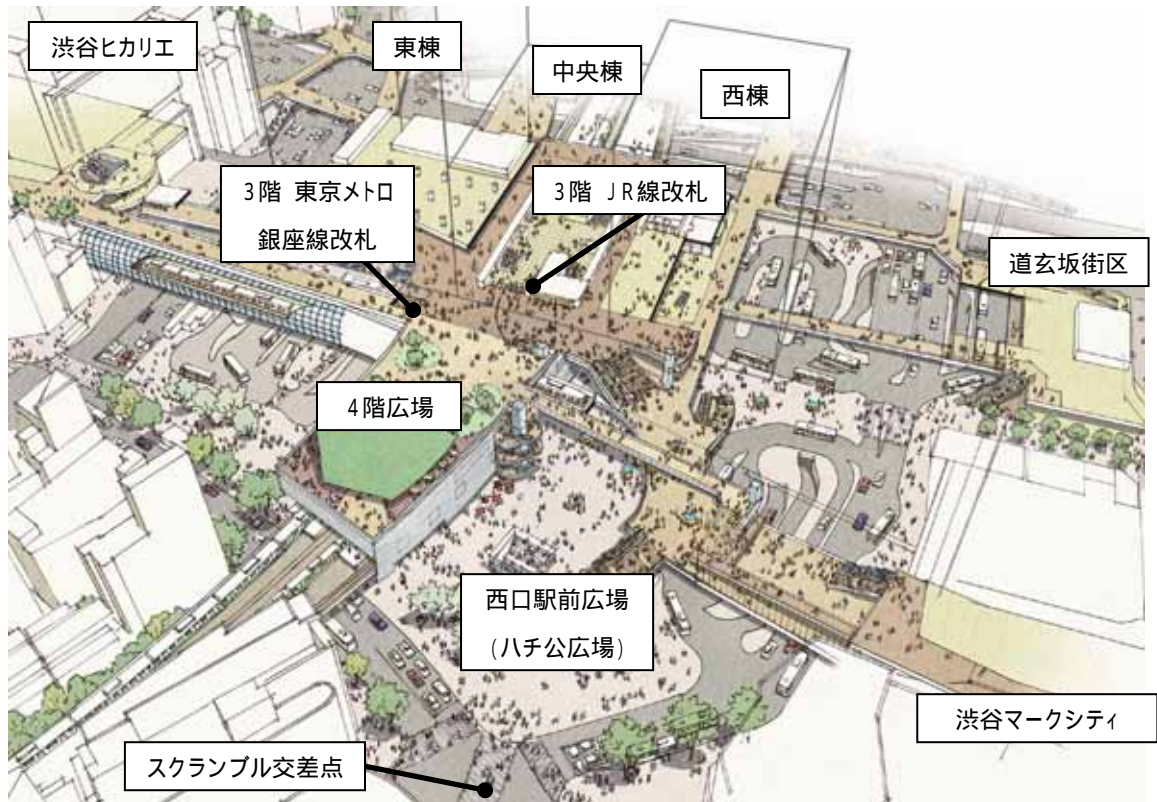 渋谷ヒカリエ
東棟
中央棟
西棟
3階 東京メトロ
銀座線改札
3階 JR線改札
道玄坂街区
4階広場
西口駅前広場
(ハチ公広場)
渋谷マークシティ
スクランブル交差点